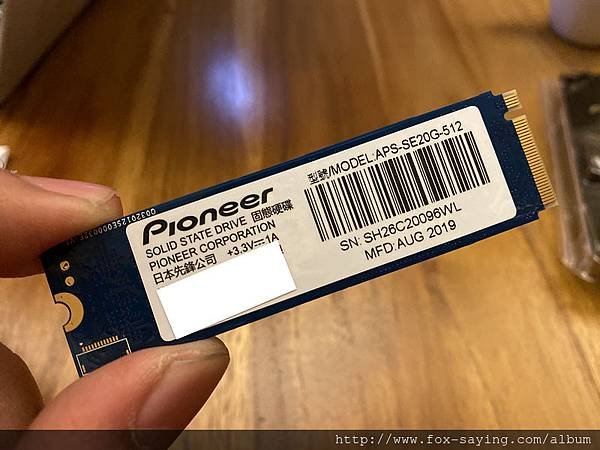 Pioneer
SOLID STATE DRIVE 固態硬碟
PIONEER CORPORATION
日本先鋒公司 +3.3V⎓1A
型號/MODEL:APS-SE20G-512
SN: SH26C20096WL
MFD:AUG 2019
http://www.fox-saying.com/album